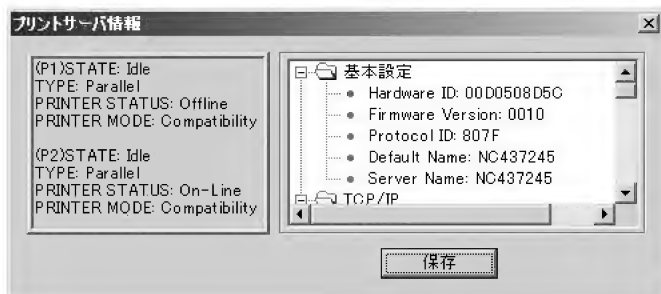 プリントサーバ情報
(P1)STATE: Idle
TYPE: Parallel
PRINTER STATUS: Offline
PRINTER MODE: Compatibility
(P2)STATE: Idle
TYPE: Parallel
PRINTER STATUS: On-Line
PRINTER MODE: Compatibility
基本設定
Hardware ID: 00D0508D5C
Firmware Version: 0010
Protocol ID: 807F
Default Name: NC437245
Server Name: NC437245
TCP/IP
保存